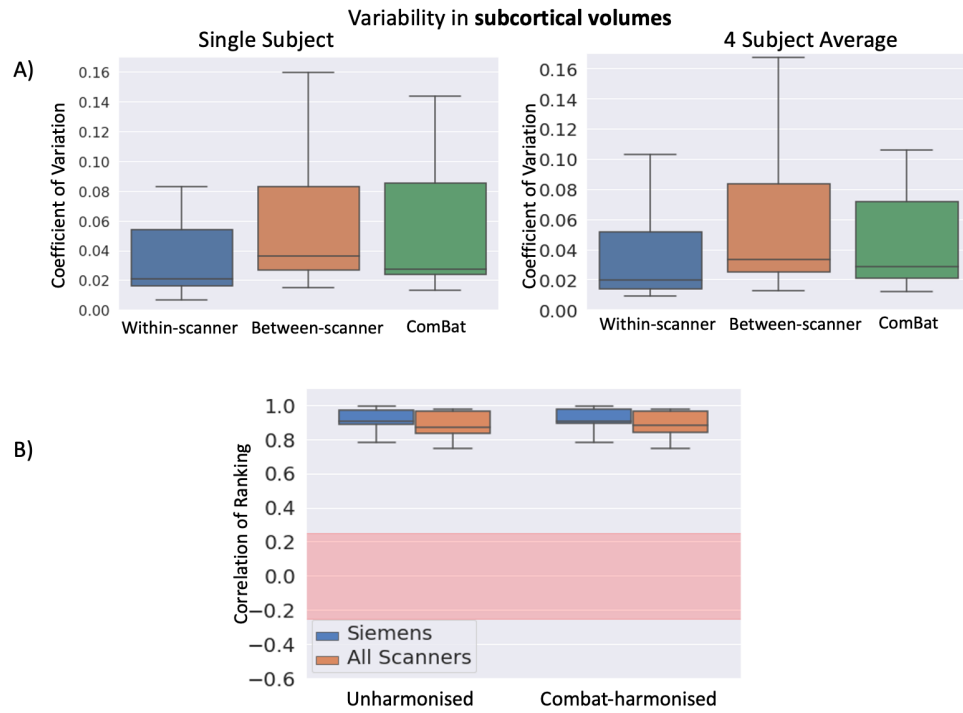 Variability in subcortical volumes
Single Subject
4 Subject Average
A)
Coefficient of Variation
0.16
0.14
0.12
0.10
0.08
0.06
0.04
0.02
0.00
Within-scanner
Between-scanner
ComBat
Coefficient of Variation
0.16
0.14
0.12
0.10
0.08
0.06
0.04
0.02
0.00
Within-scanner
Between-scanner
ComBat
B)
Correlation of Ranking
1.0
0.8
0.6
0.4
0.2
0.0
−0.2
−0.4
−0.6
Siemens
All Scanners
Unharmonised
Combat-harmonised